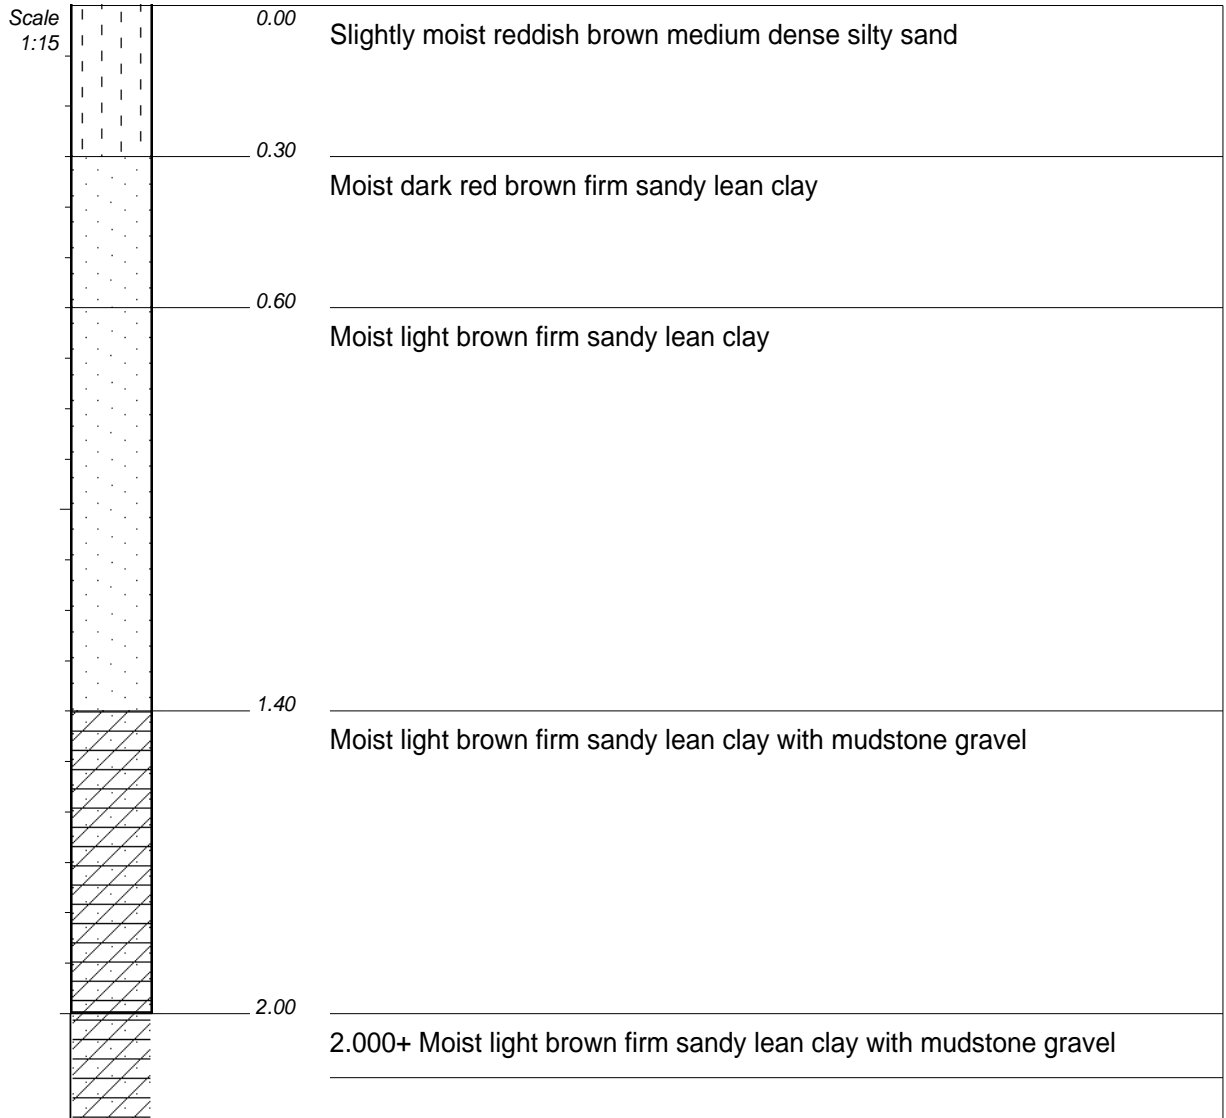 Scale
1:15
0.00
Slightly moist reddish brown medium dense silty sand
0.30
Moist dark red brown firm sandy lean clay
0.60
Moist light brown firm sandy lean clay
1.40
Moist light brown firm sandy lean clay with mudstone gravel
2.00
2.000+ Moist light brown firm sandy lean clay with mudstone gravel